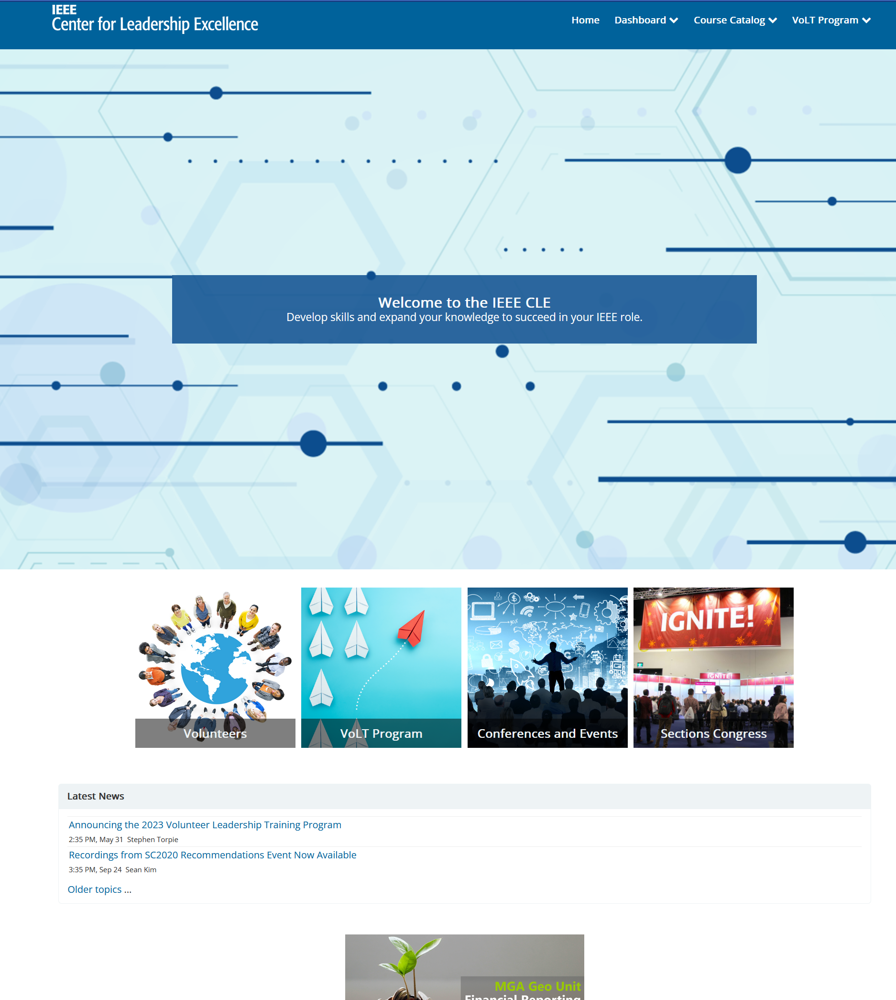 IEEE
Center for Leadership Excellence
Home Dashboard Course Catalog VoLT Program
Welcome to the IEEE CLE
Develop skills and expand your knowledge to succeed in your IEEE role.
$
90%
$
IGNITE!
IGNITE!
Volunteers
VoLT Program
Conferences and Events
Sections Congress
Latest News
Announcing the 2023 Volunteer Leadership Training Program
2:35 PM, May 31 Stephen Torpie
Recordings from SC2020 Recommendations Event Now Available
3:35 PM, Sep 24 Sean Kim
Older topics ...
MGA Geo Unit
Financial Reporting